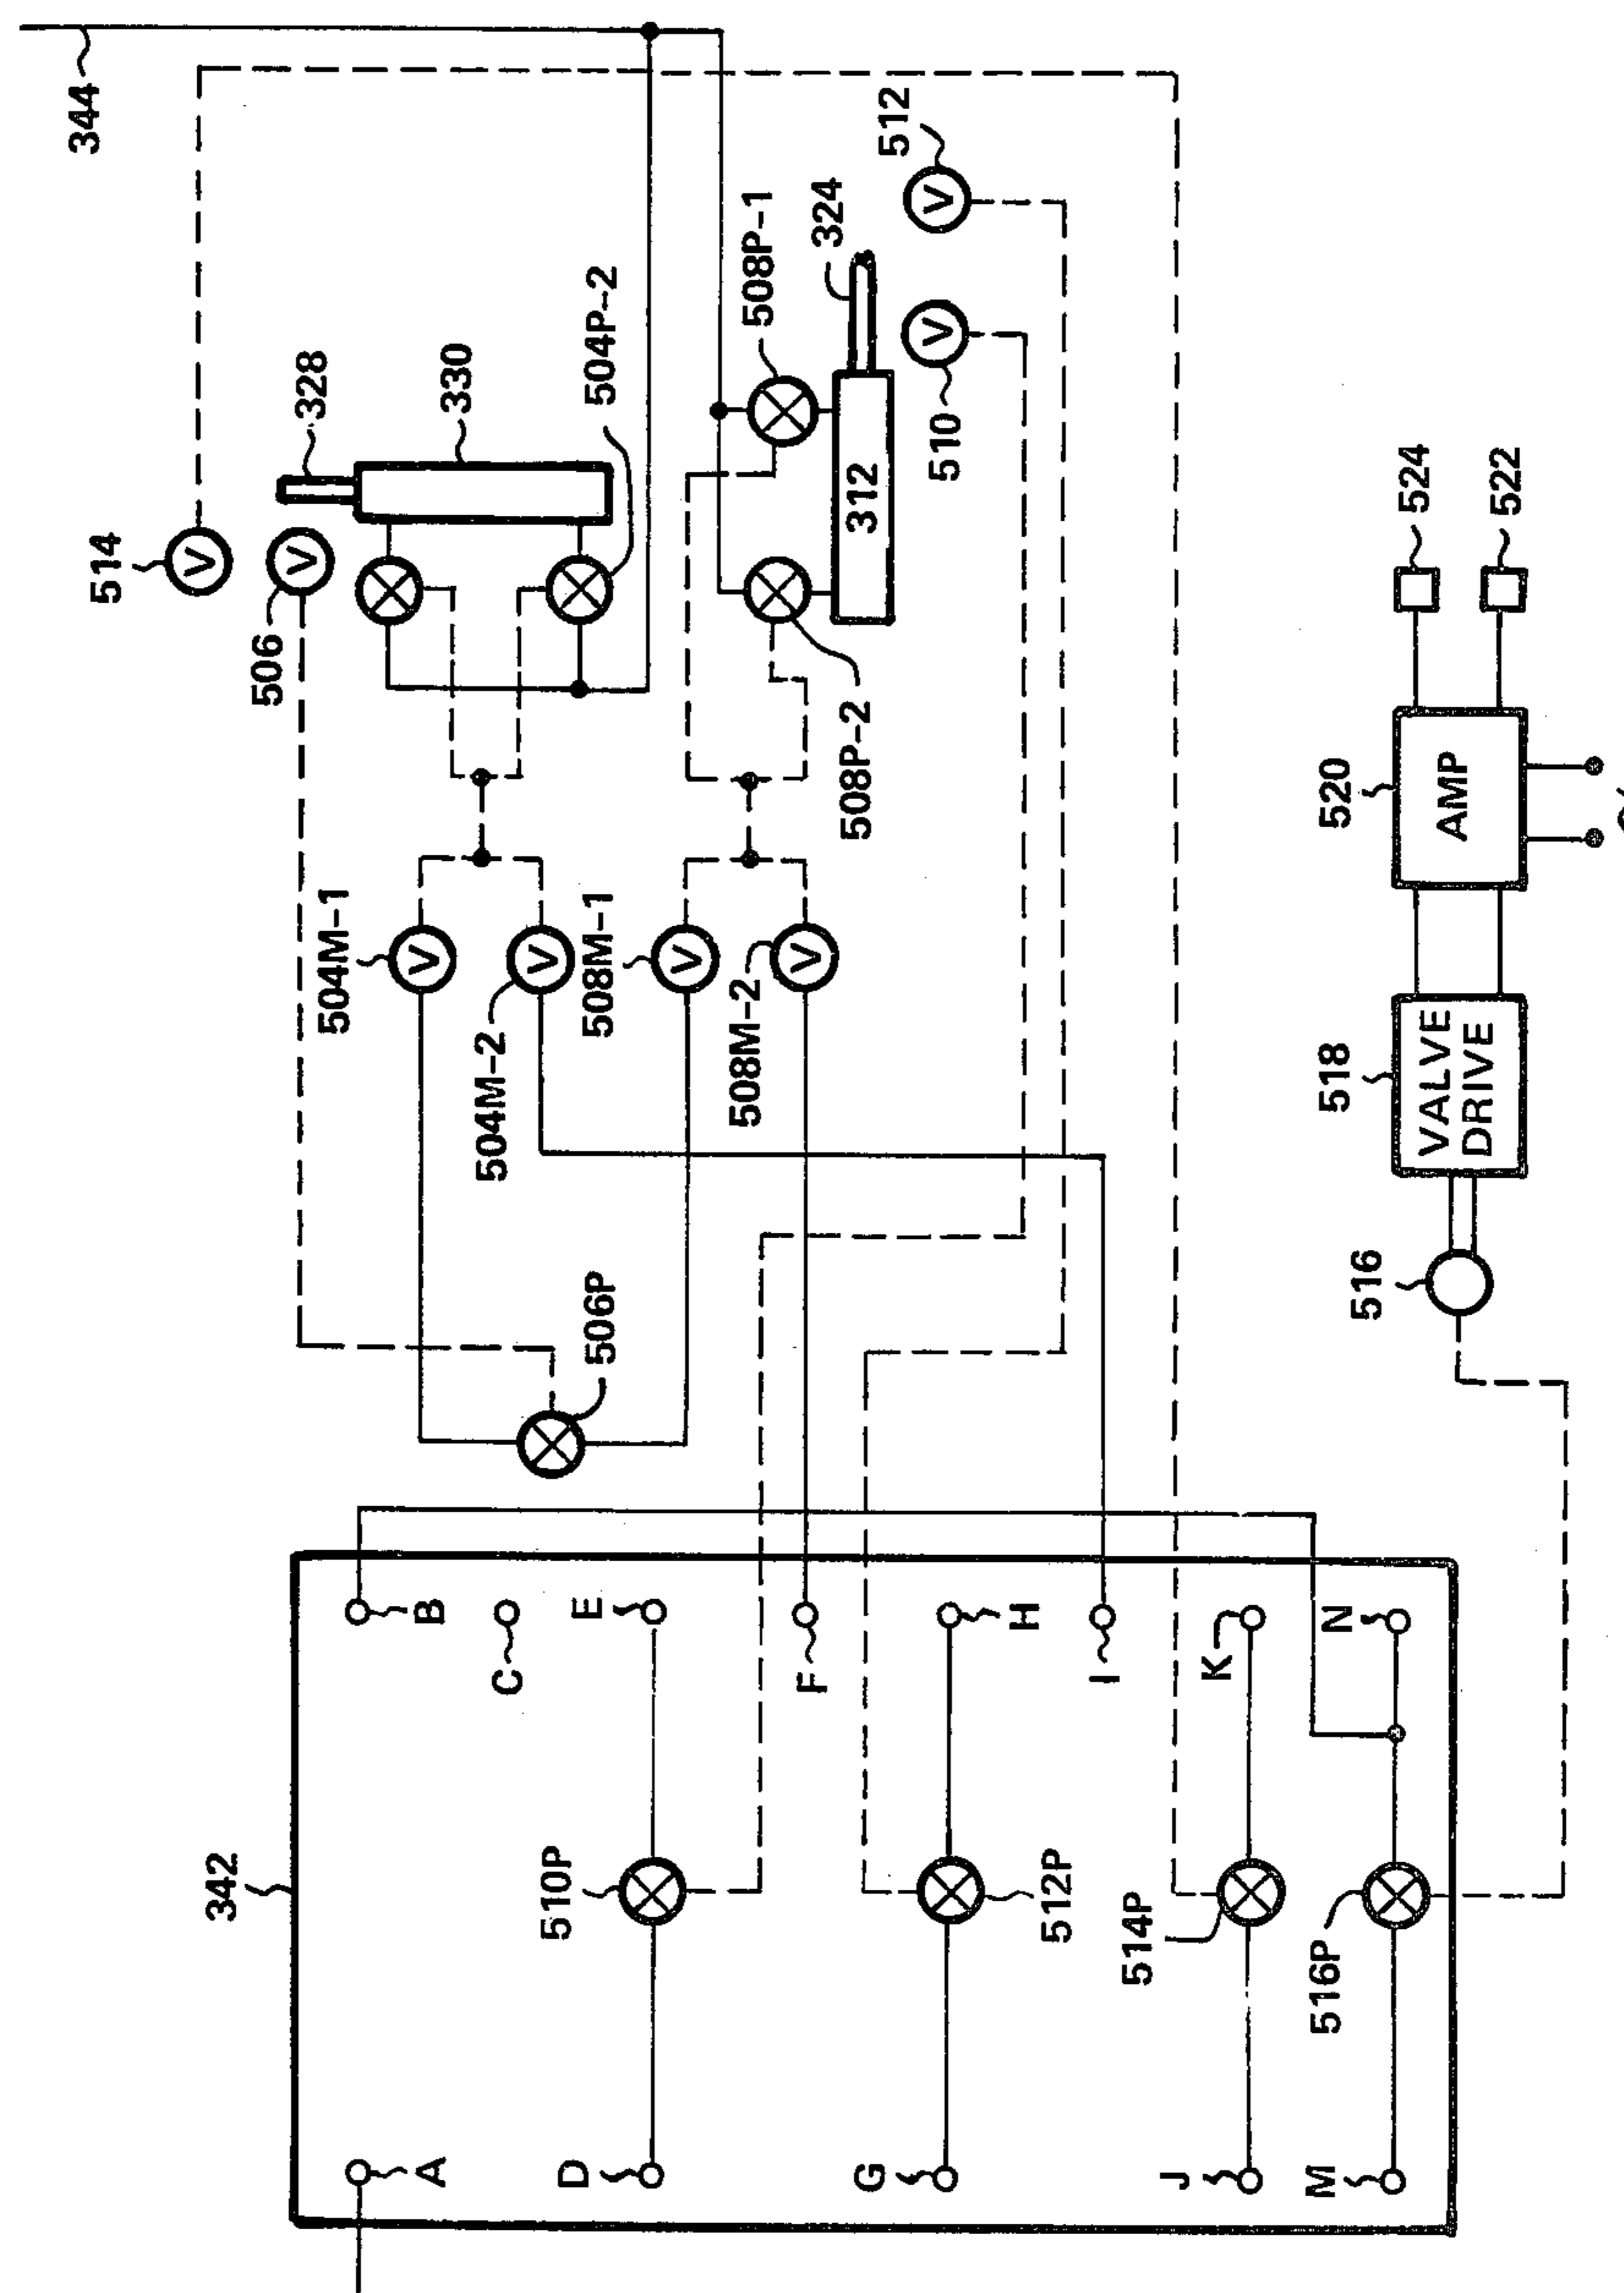 344
514
342
506
328
504M-1
A
B
330
504M-2
C
510P
D
E
506P
508M-1
504P-2
508M-2
508P-1
F
324
508P-2
312
G
512
510
H
512P
I
514P
J
K
M
516P
N
518
520
516
524
VALVE
DRIVE
AMP
522
V
V
V
V
V
V
V
V